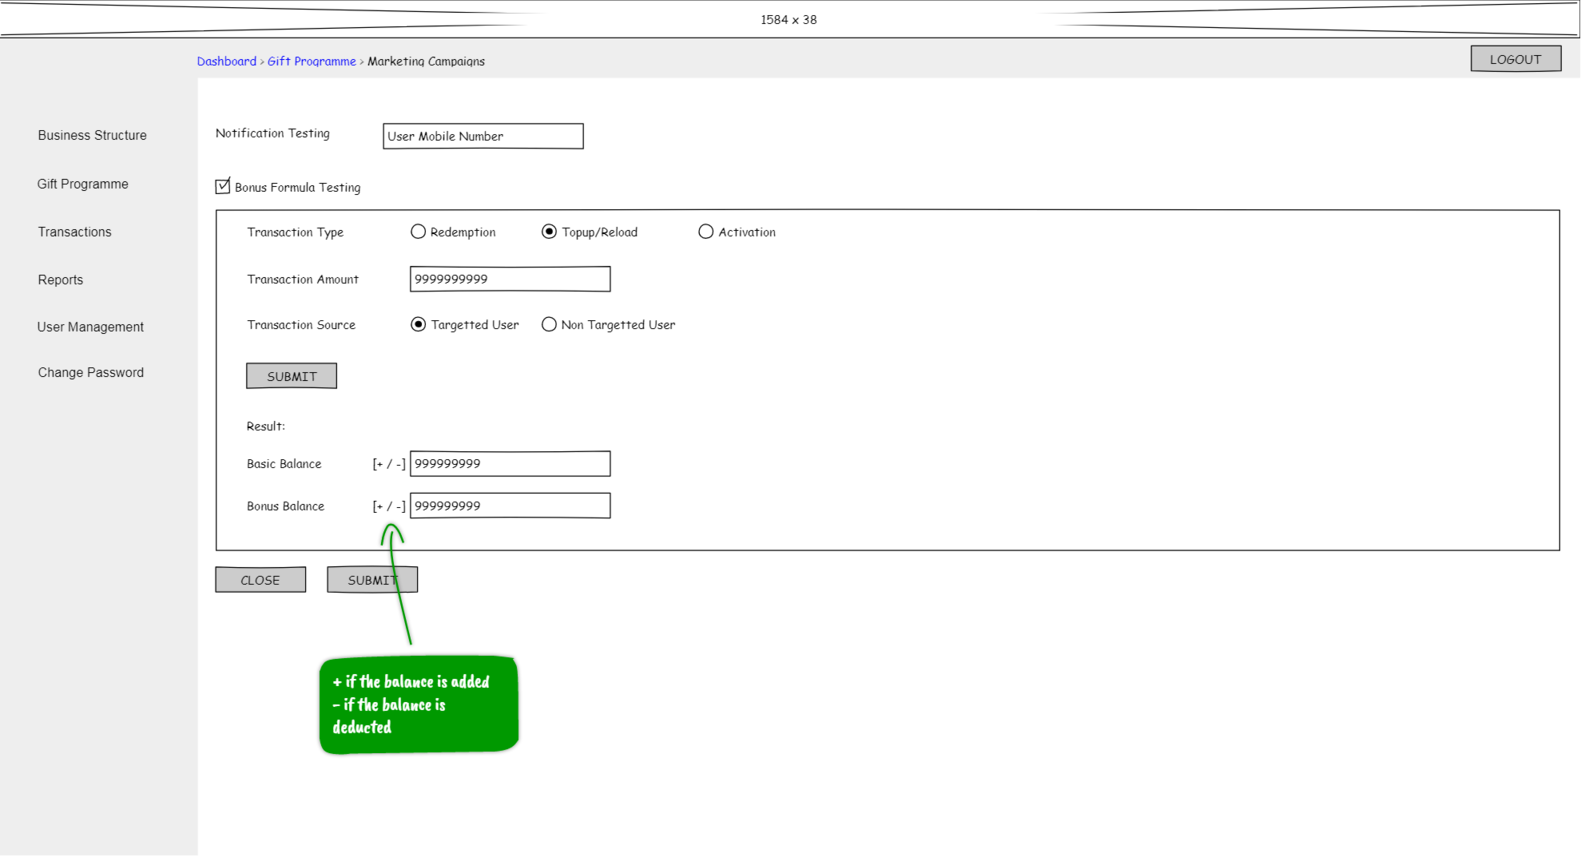 1584 x 38
Dashboard > Gift Programme > Marketing Campaigns
LOGOUT
Business Structure
Gift Programme
Transactions
Reports
User Management
Change Password
Notification Testing
User Mobile Number
Bonus Formula Testing
Transaction Type
Redemption
Topup/Reload
Activation
Transaction Amount
9999999999
Transaction Source
Targetted User
Non Targetted User
SUBMIT
Result:
Basic Balance
[+ / -]
999999999
Bonus Balance
[+ / -]
999999999
CLOSE
SUBMIT
+ if the balance is added
- if the balance is
deducted